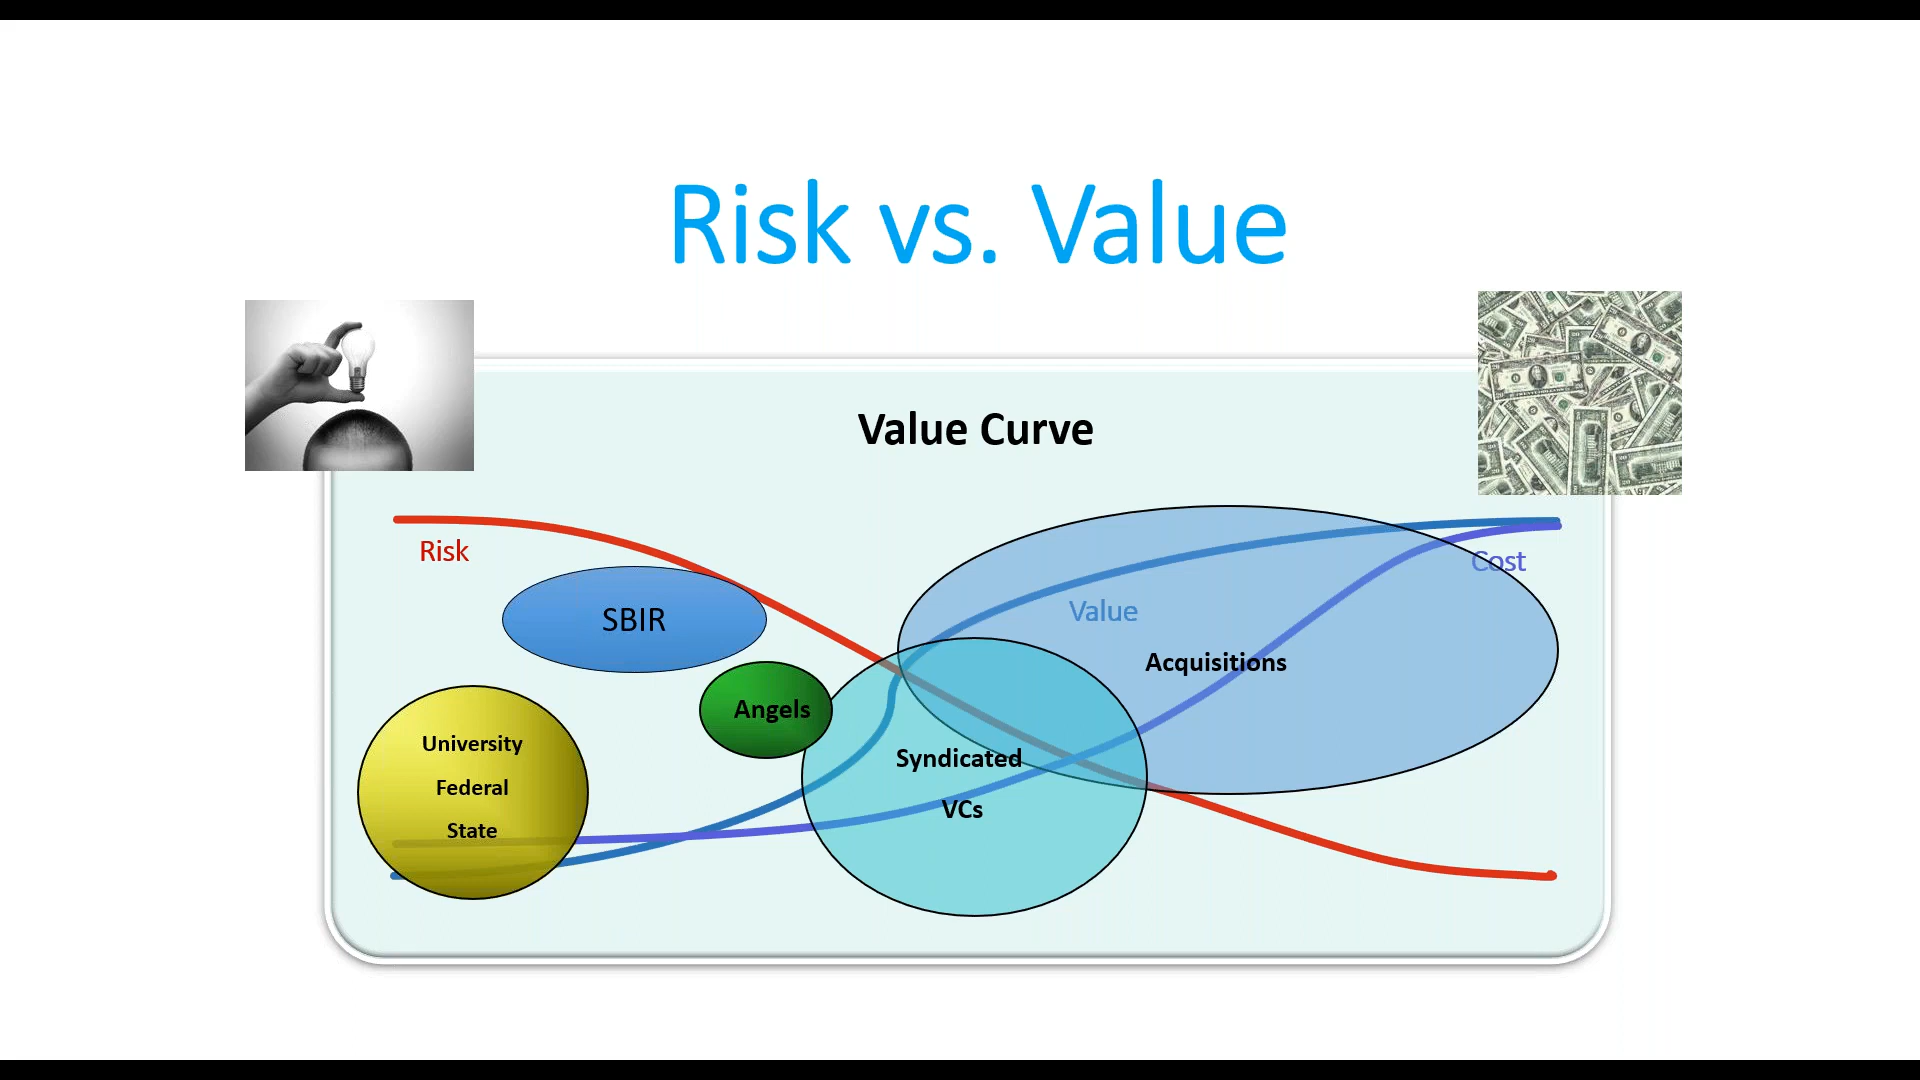 Risk vs. Value
Value Curve
Risk
Cost
Value
SBIR
Acquisitions
Angels
University
Federal
State
Syndicated
VCs